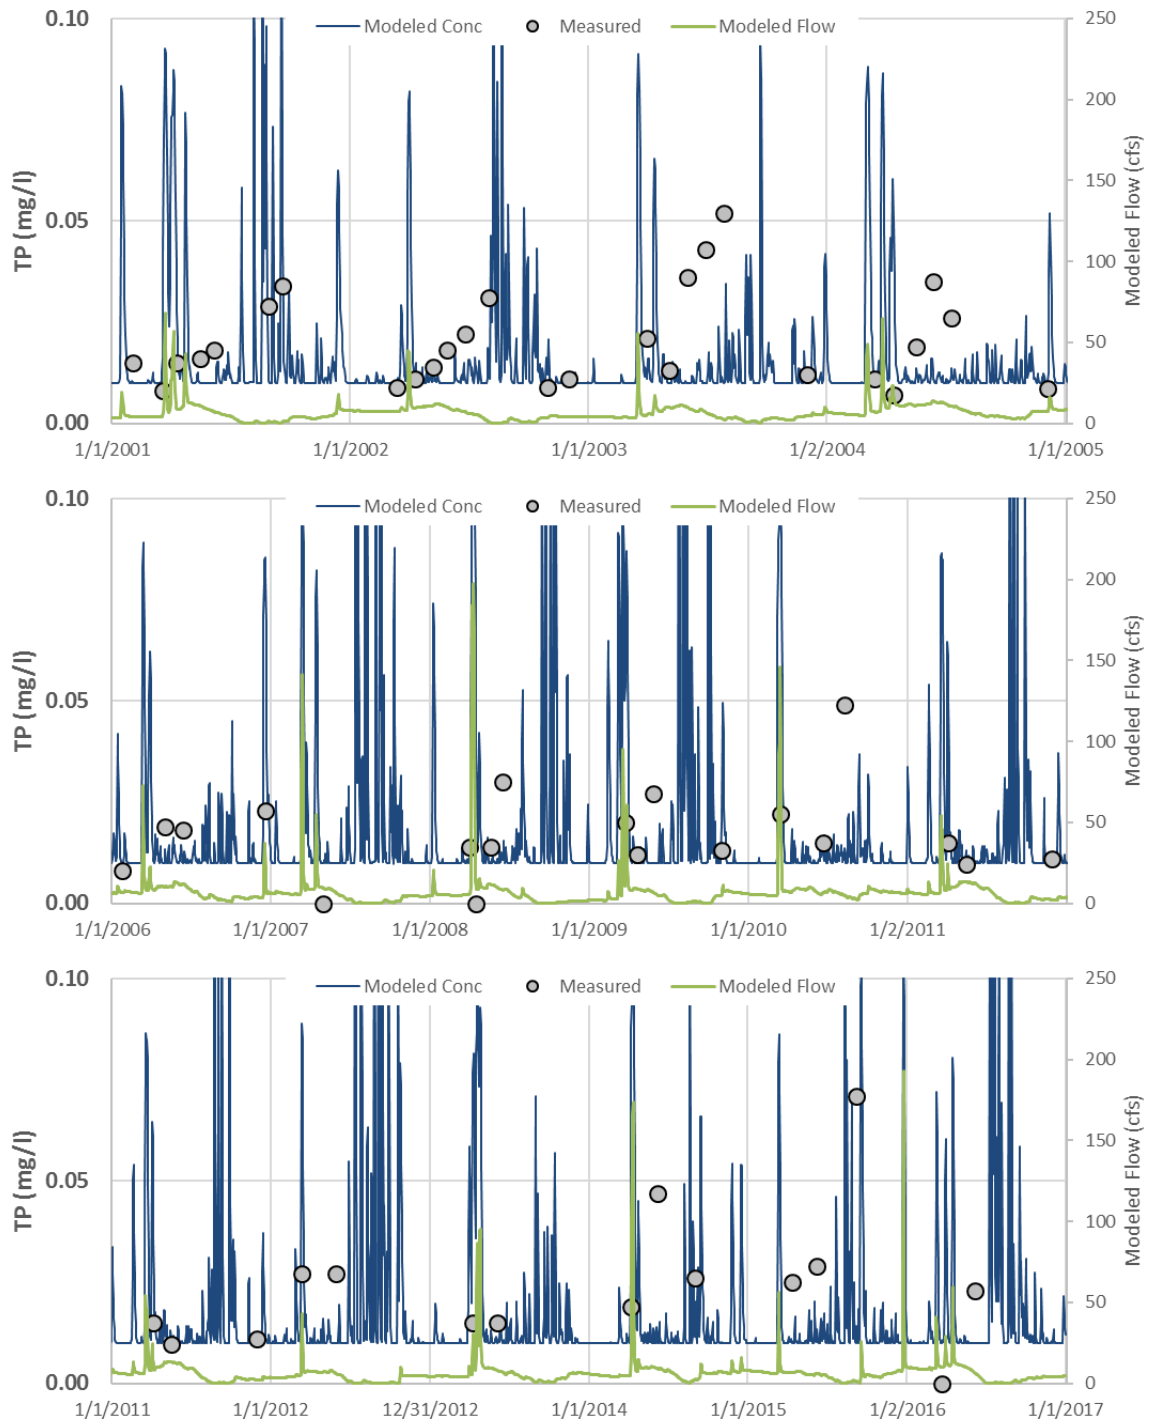 0.10 Modeled Conc Measured Modeled Flow 250
200
150
0.05
100
50
0.00 0
TP (mg/l)
Modeled Flow (cfs)
1/1/2001 1/1/2002 1/1/2003 1/2/2004 1/1/2005
0.10 Modeled Conc Measured Modeled Flow 250
200
150
0.05
100
50
0.00 0
TP (mg/l)
Modeled Flow (cfs)
1/1/2006 1/1/2007 1/1/2008 1/1/2009 1/1/2010 1/2/2011
0.10 Modeled Conc Measured Modeled Flow 250
200
150
0.05
100
50
0.00 0
TP (mg/l)
Modeled Flow (cfs)
1/1/2011 1/1/2012 12/31/2012 1/1/2014 1/1/2015 1/2/2016 1/1/2017